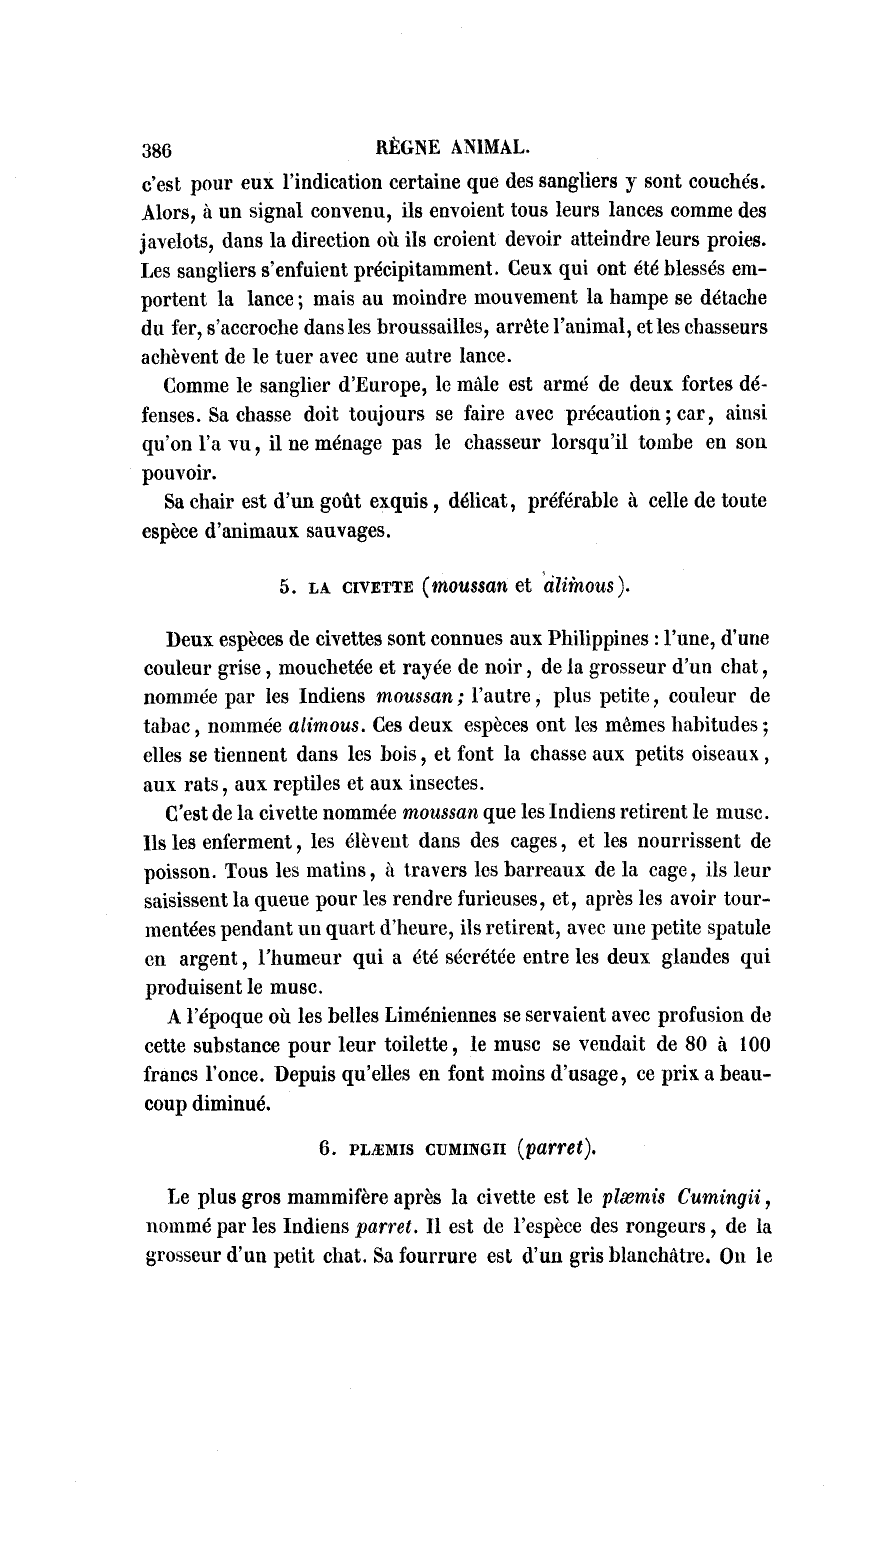 386 RÈGNE ANIMAL.
c'est pour eux l'indication certaine que des sangliers y sont couchés.
Alors, à un signal convenu, ils envoient tous leurs lances comme des
javelots, dans la direction où ils croient devoir atteindre leurs proies.
Les sangliers s'enfuient précipitamment. Ceux qui ont été blessés em-
portent la lance ; mais au moindre mouvement la hampe se détache
du fer, s'accroche dans les broussailles, arrête l'animal, et les chasseurs
achèvent de le tuer avec une autre lance.
Comme le sanglier d'Europe, le mâle est armé de deux fortes dé-
fenses. Sa chasse doit toujours se faire avec précaution ; car, ainsi
qu'on l'a vu, il ne ménage pas le chasseur lorsqu'il tombe en son
pouvoir.
Sa chair est d'un goût exquis, délicat, préférable à celle de toute
espèce d'animaux sauvages.
5. LA CIVETTE (moussan et alimous).
Deux espèces de civettes sont connues aux Philippines : l'une, d'une
couleur grise, mouchetée et rayée de noir, de la grosseur d'un chat,
nommée par les Indiens moussan ; l'autre, plus petite, couleur de
tabac, nommée alimous. Ces deux espèces ont les mêmes habitudes ;
elles se tiennent dans les bois, et font la chasse aux petits oiseaux,
aux rats, aux reptiles et aux insectes.
C'est de la civette nommée moussan que les Indiens retirent le musc.
Ils les enferment, les élèvent dans des cages, et les nourrissent de
poisson. Tous les matins, à travers les barreaux de la cage, ils leur
saisissent la queue pour les rendre furieuses, et, après les avoir tour-
mentées pendant un quart d'heure, ils retirent, avec une petite spatule
en argent, l'humeur qui a été sécrétée entre les deux glandes qui
produisent le musc.
A l'époque où les belles Liméniennes se servaient avec profusion de
cette substance pour leur toilette, le musc se vendait de 80 à 100
francs l'once. Depuis qu'elles en font moins d'usage, ce prix a beau-
coup diminué.
6. PLÆMIS CUMINGII (parret).
Le plus gros mammifère après la civette est le plæmis Cumingii,
nommé par les Indiens parret. Il est de l'espèce des rongeurs, de la
grosseur d'un petit chat. Sa fourrure est d'un gris blanchâtre. On le